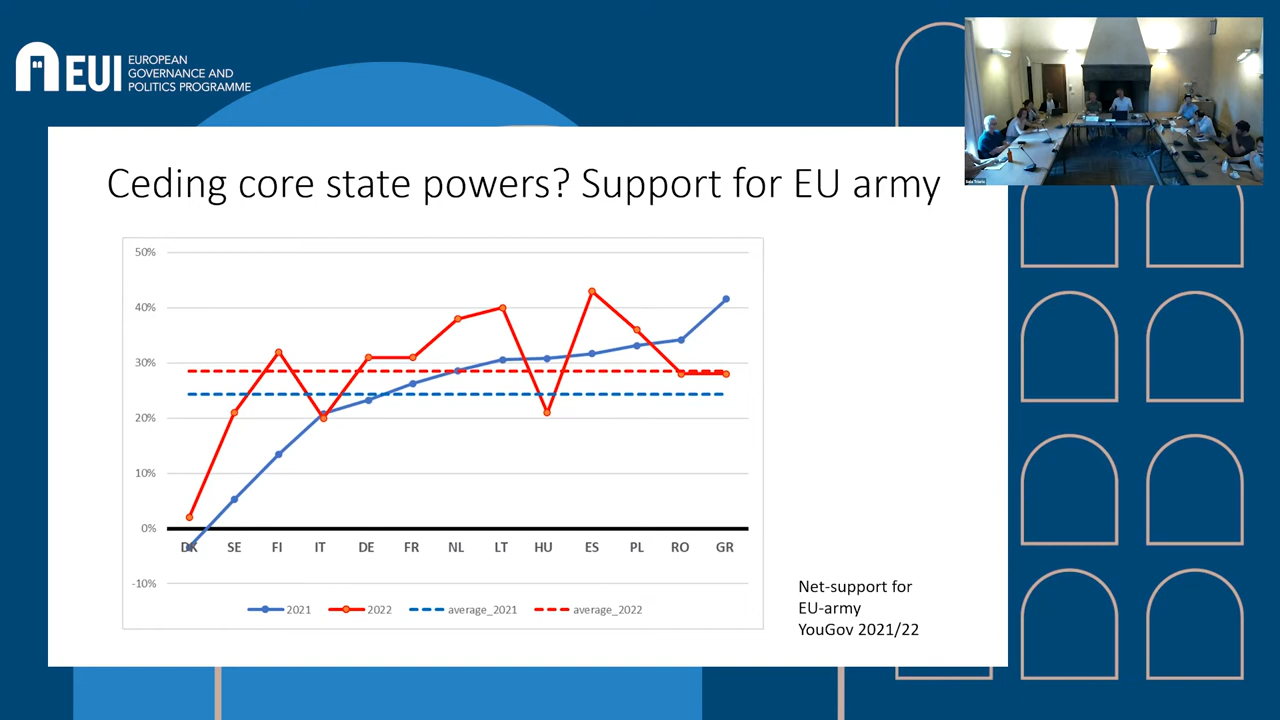 EUI
EUROPEAN
GOVERNANCE AND
POLITICS PROGRAMME
Ceding core state powers? Support for EU army
50%
40%
30%
20%
10%
0%
-10%
DK SE FI IT DE FR NL LT HU ES PL RO GR
2021 2022 average_2021 average_2022
Net-support for
EU-army
YouGov 2021/22